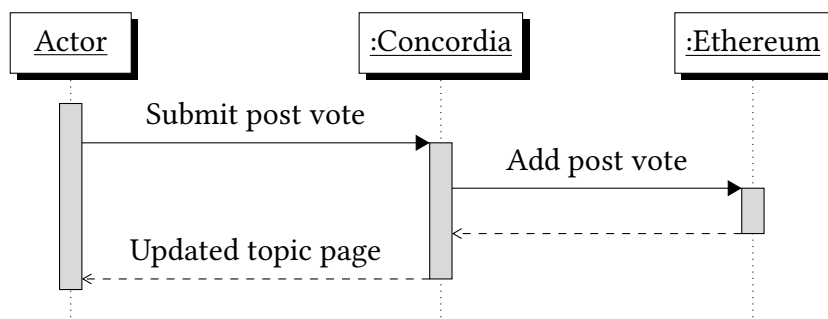 Actor
:Concordia
:Ethereum
Submit post vote
Add post vote
Updated topic page